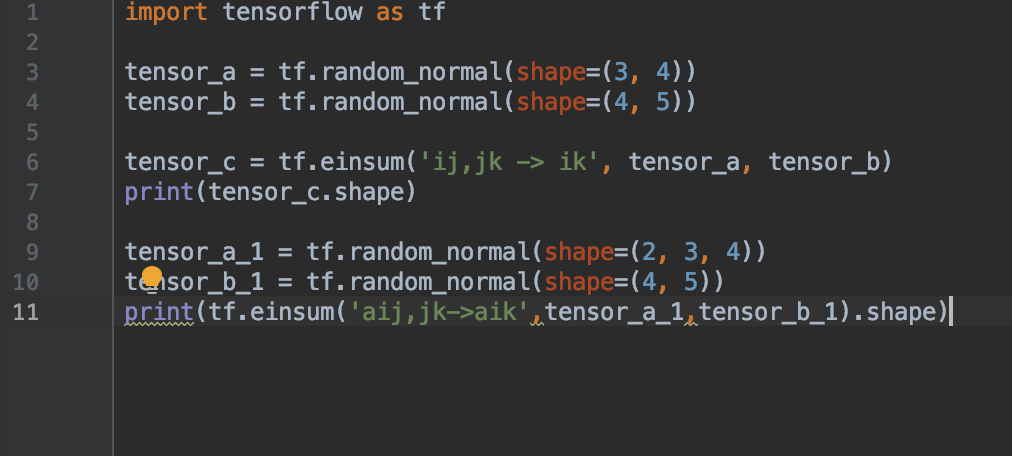 1 import tensorflow as tf
2
3 tensor_a = tf.random_normal(shape=(3, 4))
4 tensor_b = tf.random_normal(shape=(4, 5))
5
6 tensor_c = tf.einsum('ij,jk -> ik', tensor_a, tensor_b)
7 print(tensor_c.shape)
8
9 tensor_a_1 = tf.random_normal(shape=(2, 3, 4))
10 tensor_b_1 = tf.random_normal(shape=(4, 5))
11 print(tf.einsum('aij,jk->aik',tensor_a_1,tensor_b_1).shape)